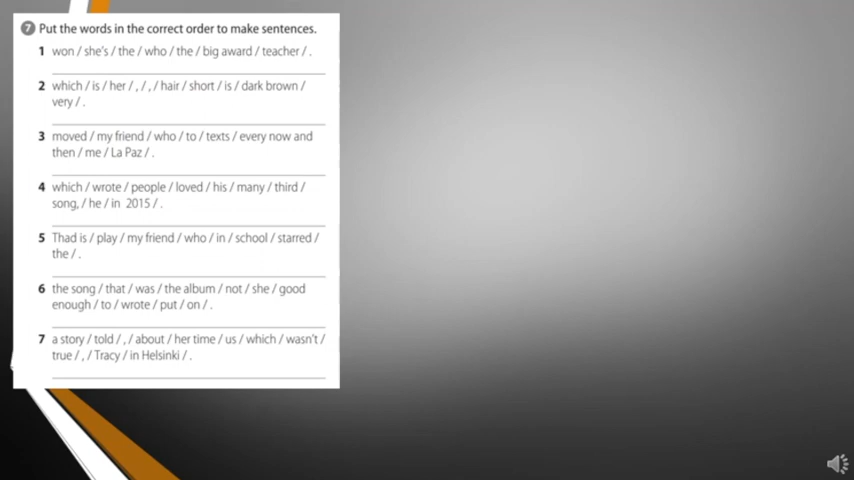 7 Put the words in the correct order to make sentences.
1 won / she's / the / who / the / big award / teacher / .
2 which / is / her / , / , / hair / short / is / dark brown /
very / .
3 moved / my friend / who / to / texts / every now and
then / me / La Paz / .
4 which / wrote / people / loved / his / many / third /
song, / he / in 2015 / .
5 Thad is / play / my friend / who / in / school / starred /
the / .
6 the song / that / was / the album / not / she / good
enough / to / wrote / put / on / .
7 a story / told / , / about / her time / us / which / wasn't /
true / , / Tracy / in Helsinki / .